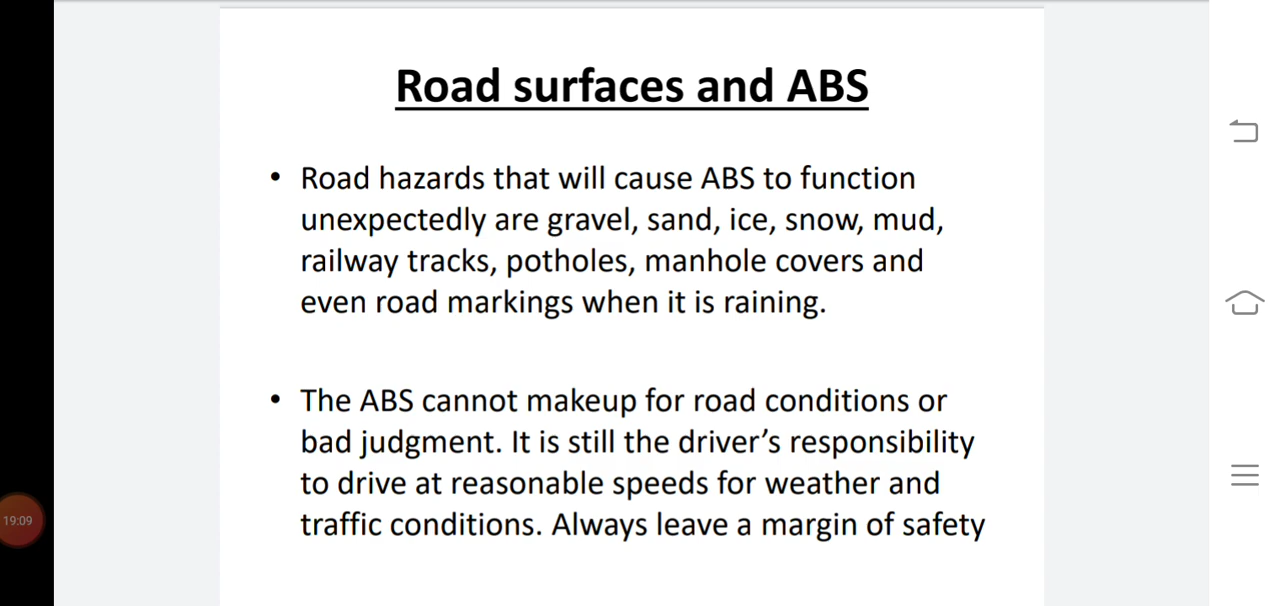 Road surfaces and ABS
• Road hazards that will cause ABS to function
unexpectedly are gravel, sand, ice, snow, mud,
railway tracks, potholes, manhole covers and
even road markings when it is raining.
• The ABS cannot makeup for road conditions or
bad judgment. It is still the driver’s responsibility
to drive at reasonable speeds for weather and
traffic conditions. Always leave a margin of safety
19:09